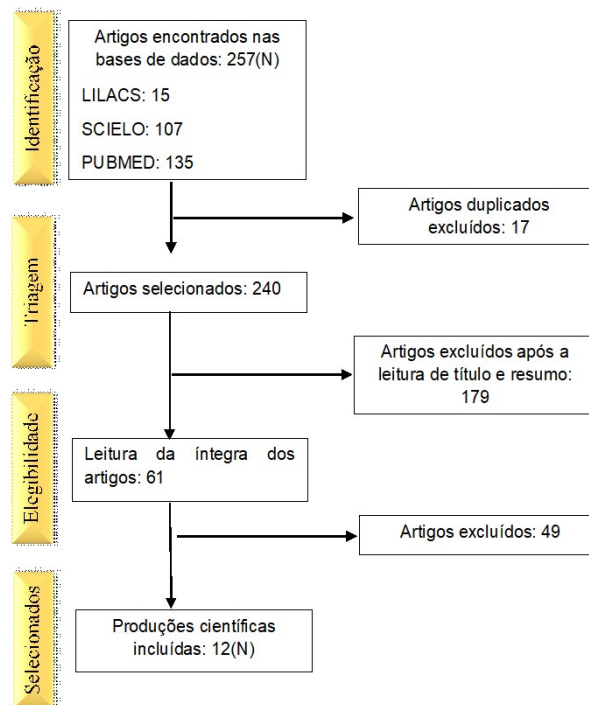 Identificação
Artigos encontrados nas
bases de dados: 257(N)
LILACS: 15
SCIELO: 107
PUBMED: 135
Artigos duplicados
excluídos: 17
Triagem
Artigos selecionados: 240
Artigos excluídos após a
leitura de título e resumo:
179
Elegibilidade
Leitura da íntegra dos
artigos: 61
Artigos excluídos: 49
Selecionados
Produções científicas
incluídas: 12(N)